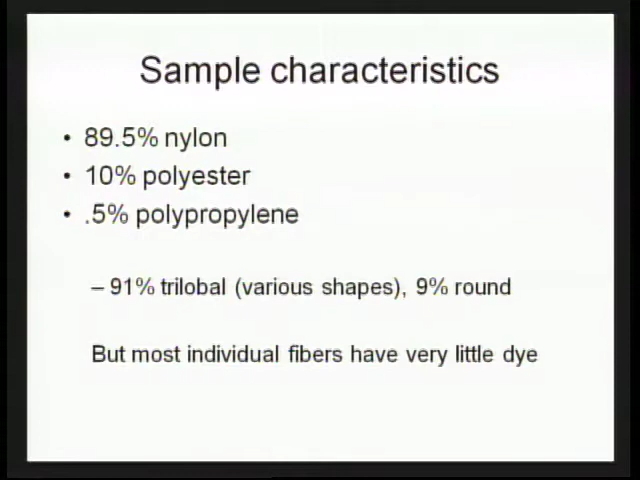 Sample characteristics
• 89.5% nylon
• 10% polyester
• .5% polypropylene
– 91% trilobal (various shapes), 9% round
But most individual fibers have very little dye